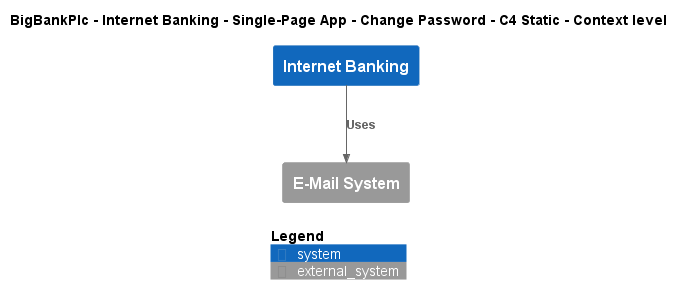 BigBankPlc - Internet Banking - Single-Page App - Change Password - C4 Static - Context level
Internet Banking
Uses
E-Mail System
Legend
system
external_system